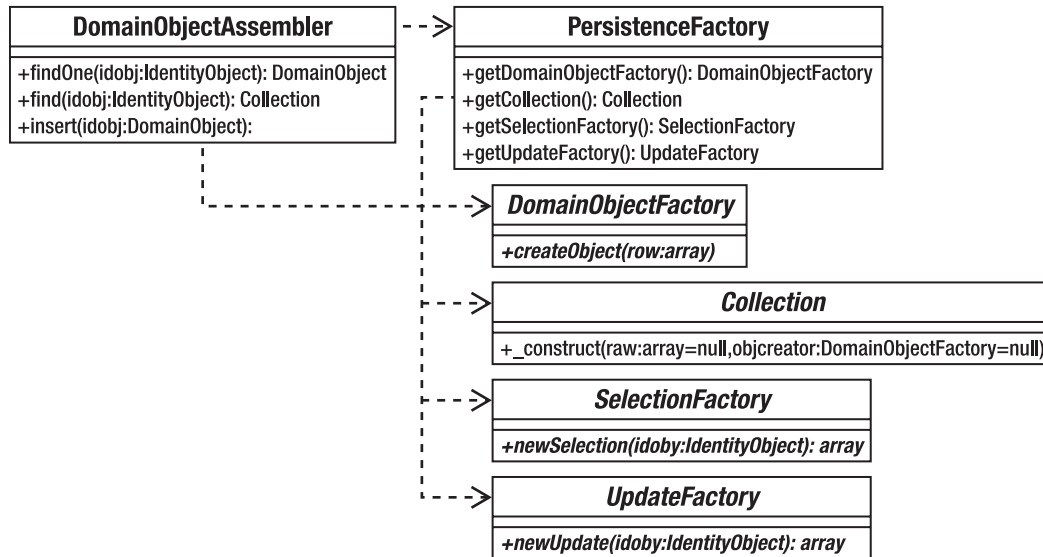 DomainObjectAssembler
+findOne(idobj:IdentityObject): DomainObject
+find(idobj:IdentityObject): Collection
+insert(idobj:DomainObject):
PersistenceFactory
+getDomainObjectFactory(): DomainObjectFactory
+getCollection(): Collection
+getSelectionFactory(): SelectionFactory
+getUpdateFactory(): UpdateFactory
DomainObjectFactory
+createObject(row:array)
Collection
+_construct(raw:array=null,objcreator:DomainObjectFactory=null)
SelectionFactory
+newSelection(idoby:IdentityObject): array
UpdateFactory
+newUpdate(idoby:IdentityObject): array